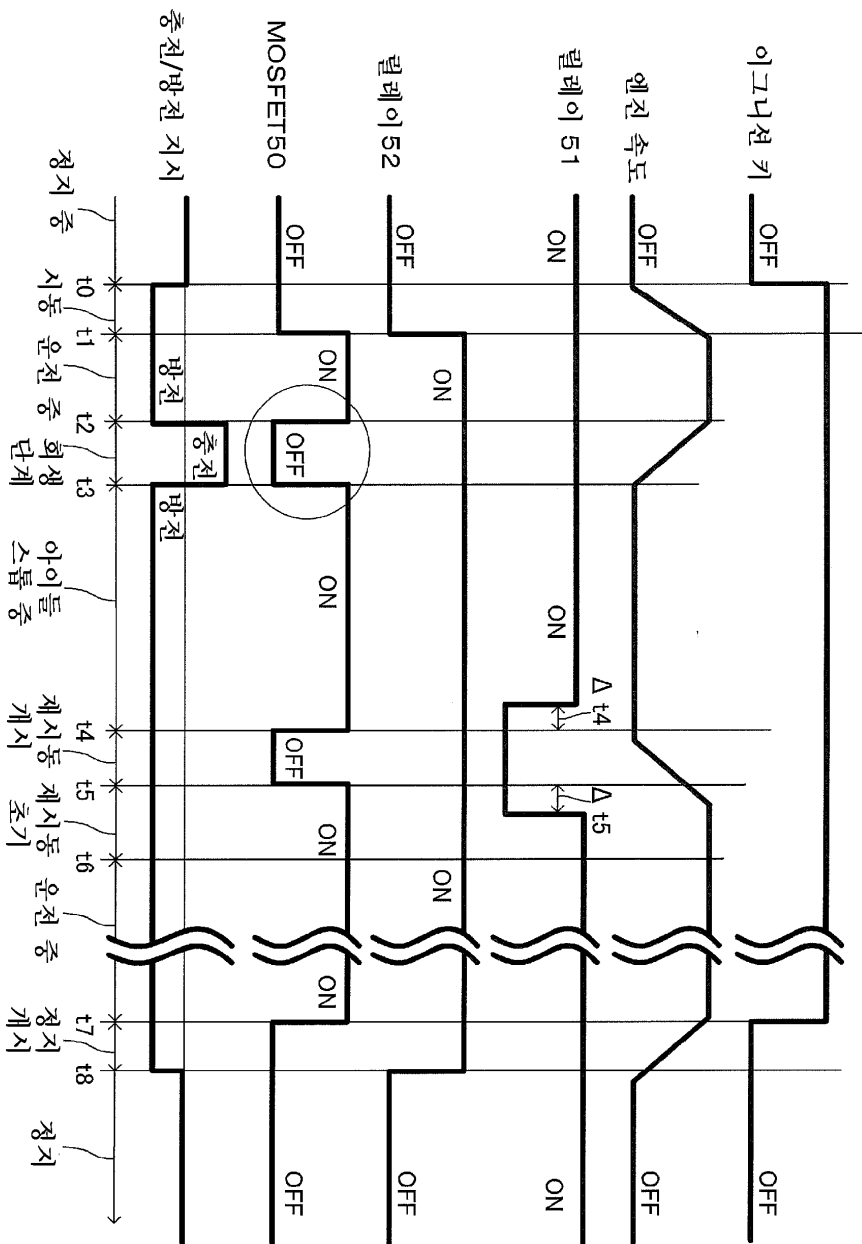 이그니션 키
OFF
OFF
엔진 속도
OFF
OFF
릴레이 51
ON
ON
Δt4
Δt5
ON
릴레이 52
OFF
ON
ON
OFF
MOSFET50
OFF
ON
OFF
ON
OFF
ON
ON
OFF
충전/방전 지시
방전
충전
방전
t0
t1
t2
t3
t4
t5
t6
t7
t8
정지 중
시동
운전 중
회생
단계
아이들
스톱 중
재시동
개시
재시동
초기
운전 중
정지
개시
정지